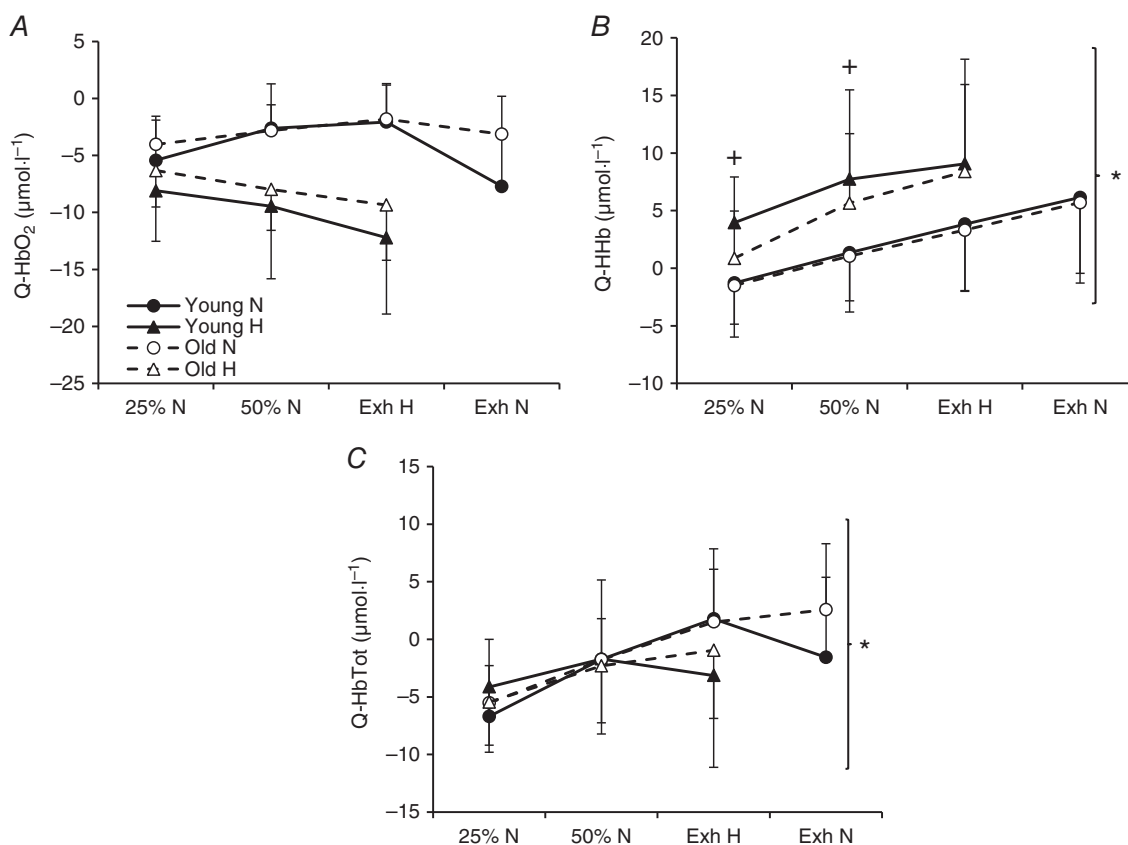 A
5
0
−5
−10
−15
−20
−25
Q-HbO₂ (μmol·l⁻¹)
Young N
Young H
Old N
Old H
25% N 50% N Exh H Exh N
B
20
15
10
5
0
−5
−10
Q-HHb (μmol·l⁻¹)
+
+
*
25% N 50% N Exh H Exh N
C
15
10
5
0
−5
−10
−15
Q-HbTot (μmol·l⁻¹)
*
25% N 50% N Exh H Exh N